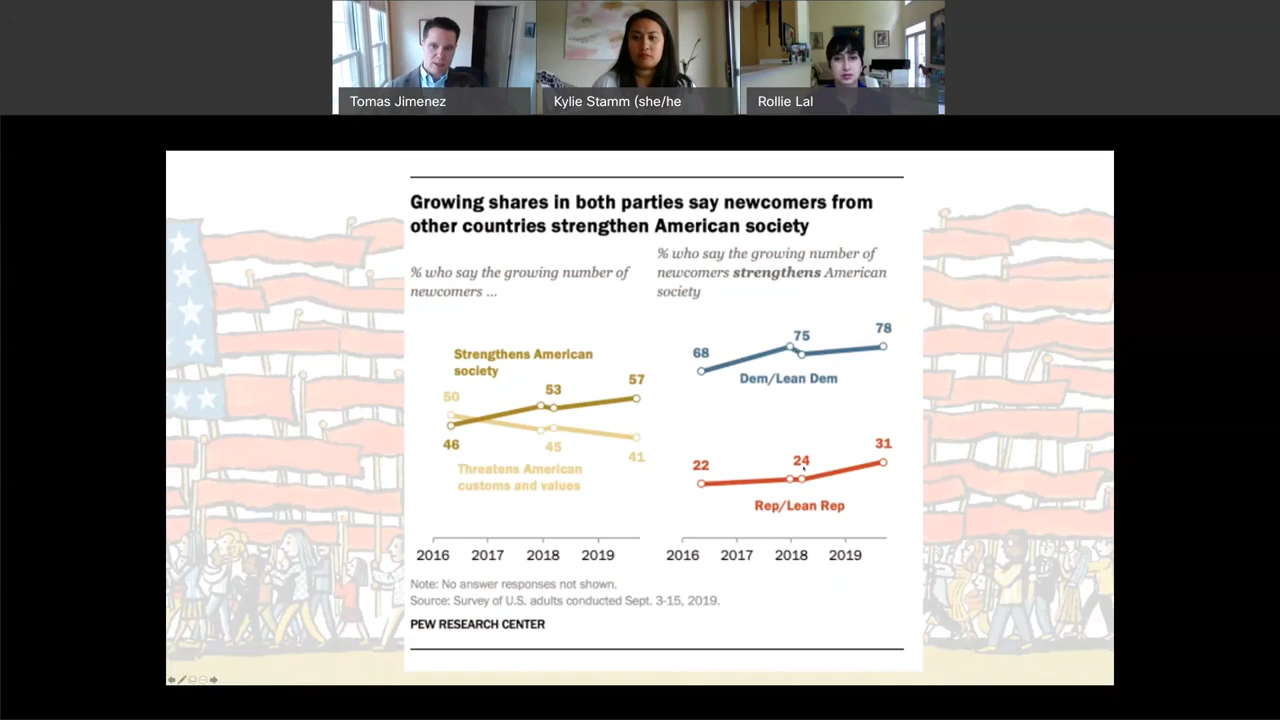 Tomas Jimenez
Kylie Stamm (she/he
Rollie Lal
Growing shares in both parties say newcomers from
other countries strengthen American society
% who say the growing number of
newcomers ...
Strengthens American
society
50
53
57
46
45
41
Threatens American
customs and values
2016 2017 2018 2019
% who say the growing number of
newcomers strengthens American
society
68
75
78
Dem/Lean Dem
22
24
31
Rep/Lean Rep
2016 2017 2018 2019
Note: No answer responses not shown.
Source: Survey of U.S. adults conducted Sept. 3-15, 2019.
PEW RESEARCH CENTER